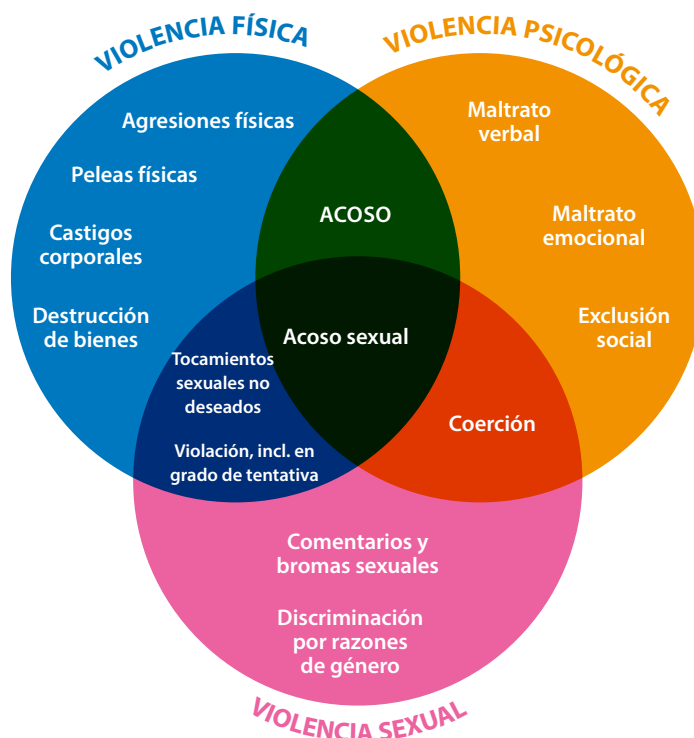 VIOLENCIA FÍSICA
VIOLENCIA PSICOLÓGICA
Agresiones físicas
Peleas físicas
Castigos
corporales
Destrucción
de bienes
ACOSO
Maltrato
verbal
Maltrato
emocional
Exclusión
social
Acoso sexual
Tocamientos
sexuales no
deseados
Violación, incl. en
grado de tentativa
Coerción
Comentarios y
bromas sexuales
Discriminación
por razones
de género
VIOLENCIA SEXUAL